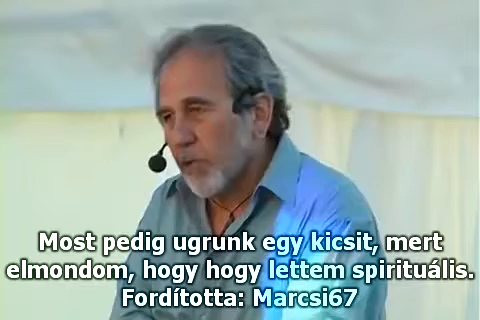 Most pedig ugrunk egy kicsit, mert
elmondom, hogy hogy lettem spirituális.
Fordította: Marcsi67